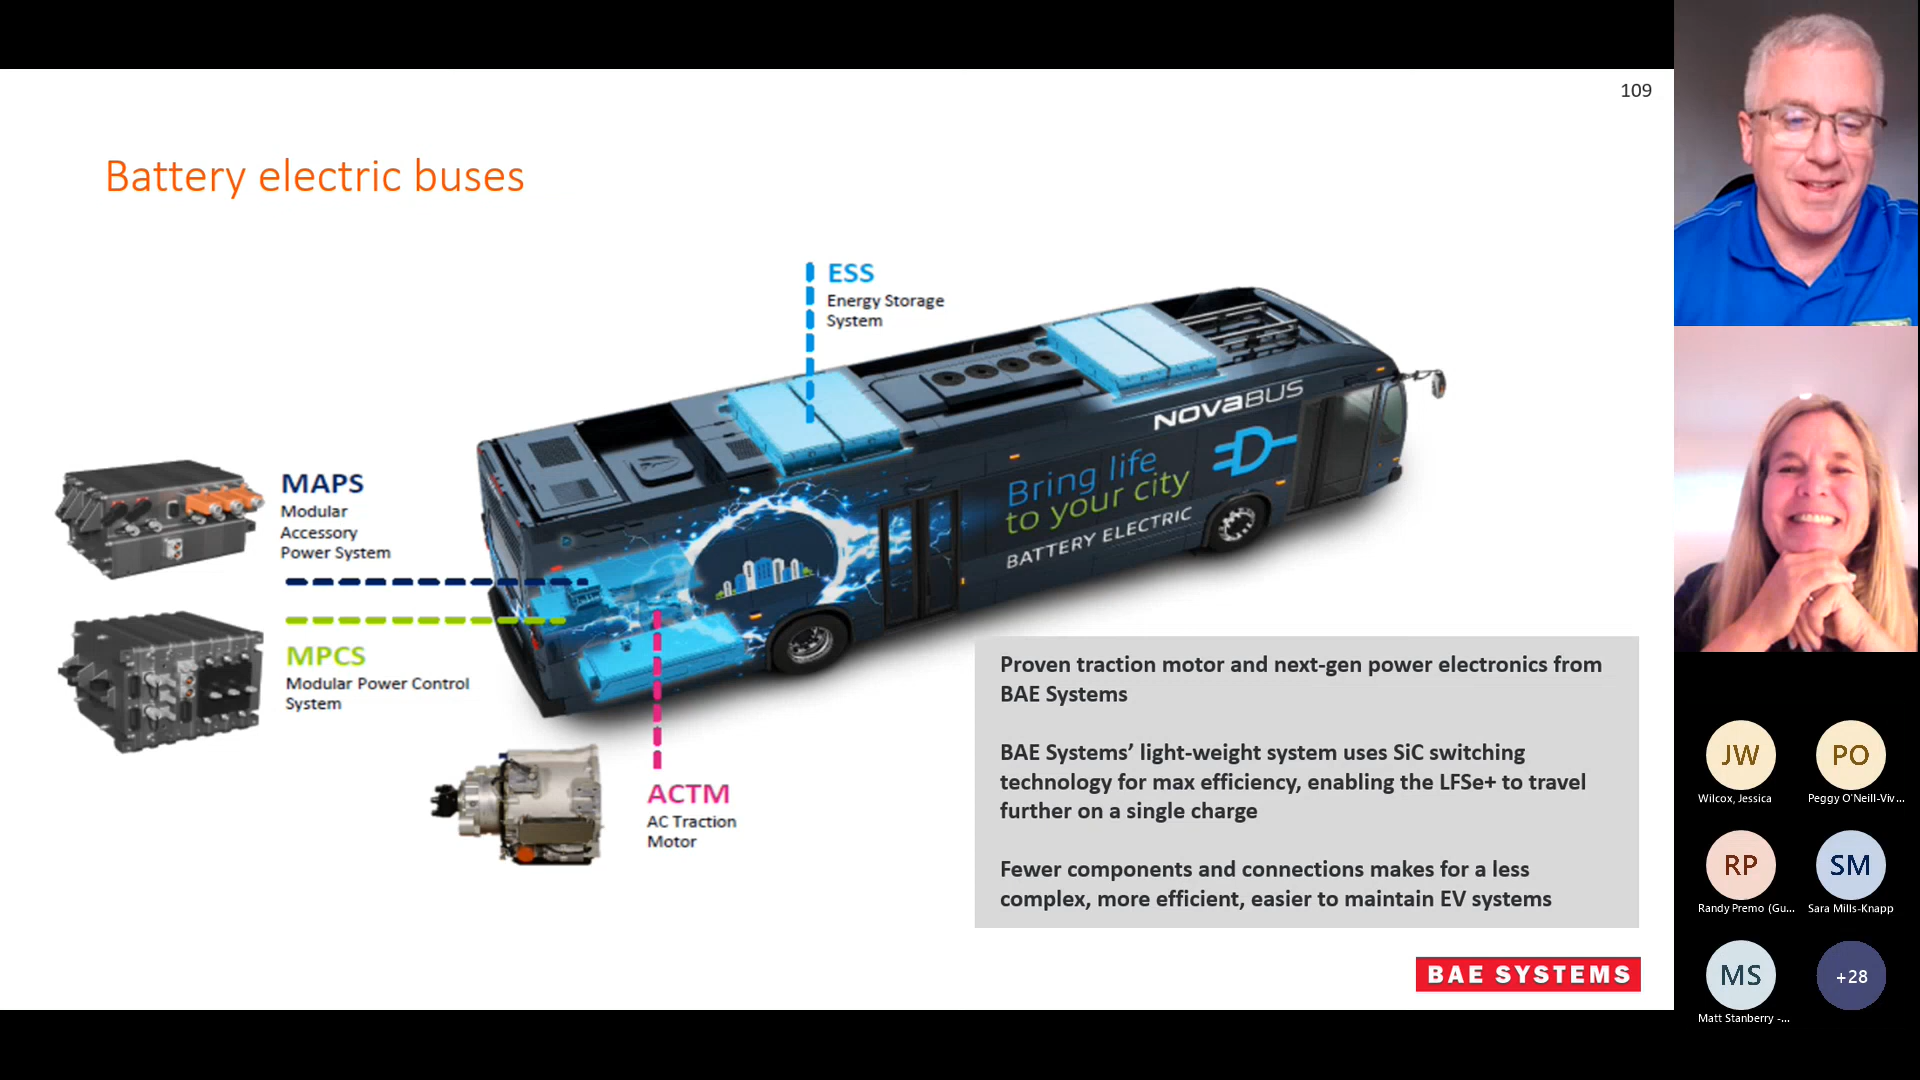 109
Battery electric buses
ESS
Energy Storage
System
NOVABUS
Bring life
to your city
BATTERY ELECTRIC
MAPS
Modular
Accessory
Power System
MPCS
Modular Power Control
System
ACTM
AC Traction
Motor
Proven traction motor and next-gen power electronics from
BAE Systems
BAE Systems’ light-weight system uses SiC switching
technology for max efficiency, enabling the LFSe+ to travel
further on a single charge
Fewer components and connections makes for a less
complex, more efficient, easier to maintain EV systems
BAE SYSTEMS
JW
Wilcox, Jessica
PO
Peggy O'Neill-Viv...
RP
Randy Premo (Gu...
SM
Sara Mills-Knapp
MS
Matt Stanberry -...
+28